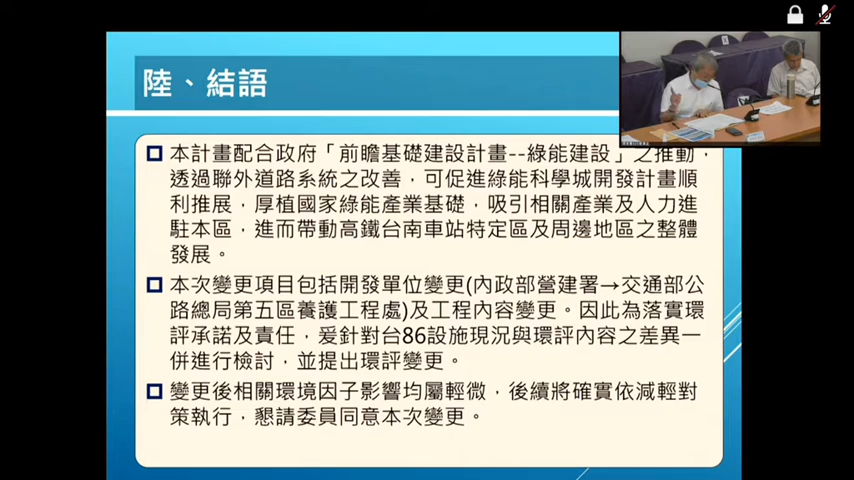 陸、結語
本計畫配合政府「前瞻基礎建設計畫--綠能建設」之推動，
透過聯外道路系統之改善，可促進綠能科學城開發計畫順
利推展，厚植國家綠能產業基礎，吸引相關產業及人力進
駐本區，進而帶動高鐵台南車站特定區及周邊地區之整體
發展。
本次變更項目包括開發單位變更(內政部營建署→交通部公
路總局第五區養護工程處)及工程內容變更。因此為落實環
評承諾及責任，爰針對台86設施現況與環評內容之差異一
併進行檢討，並提出環評變更。
變更後相關環境因子影響均屬輕微，後續將確實依減輕對
策執行，懇請委員同意本次變更。